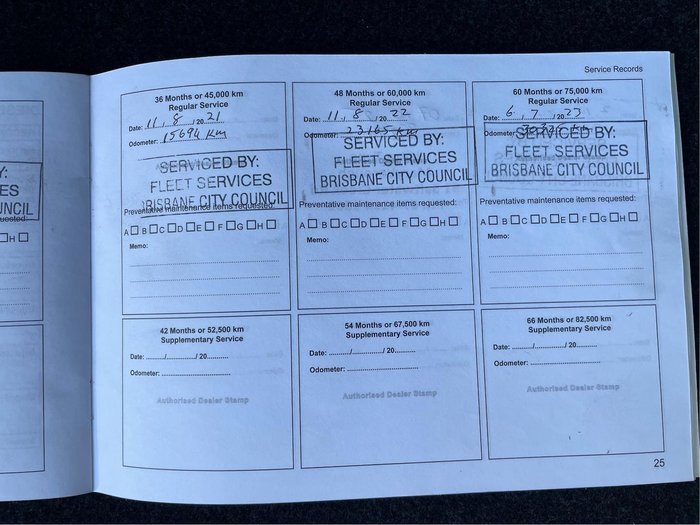 Service Records
Y:
ES
UNCIL
uested:
H
36 Months or 45,000 km
Regular Service
Date: 11, 8 / 20 21
Odometer: 15694 Km
SERVICED BY:
FLEET SERVICES
BRISBANE CITY COUNCIL
Preventative maintenance items requested:
A B C D E F G H
Memo:
48 Months or 60,000 km
Regular Service
Date: 11, 8 / 20 22
Odometer: 23165 km
SERVICED BY:
FLEET SERVICES
BRISBANE CITY COUNCIL
Preventative maintenance items requested:
A B C D E F G H
Memo:
60 Months or 75,000 km
Regular Service
Date: 6 / 7 / 20 23
Odometer:
SERVICED BY:
FLEET SERVICES
BRISBANE CITY COUNCIL
Preventative maintenance items requested:
A B C D E F G H
Memo:
42 Months or 52,500 km
Supplementary Service
Date: ......../............/ 20........
Odometer: ............................
Authorised Dealer Stamp
54 Months or 67,500 km
Supplementary Service
Date: ......../............/ 20........
Odometer: ............................
Authorised Dealer Stamp
66 Months or 82,500 km
Supplementary Service
Date: ......../............/ 20........
Odometer: ............................
Authorised Dealer Stamp
25